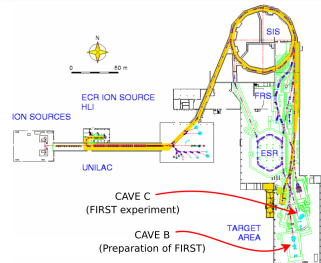 SIS
0 50 m
ECR ION SOURCE
HLI
FRS
ION SOURCES
ESR
UNILAC
CAVE C
(FIRST experiment)
TARGET
AREA
CAVE B
(Preparation of FIRST)